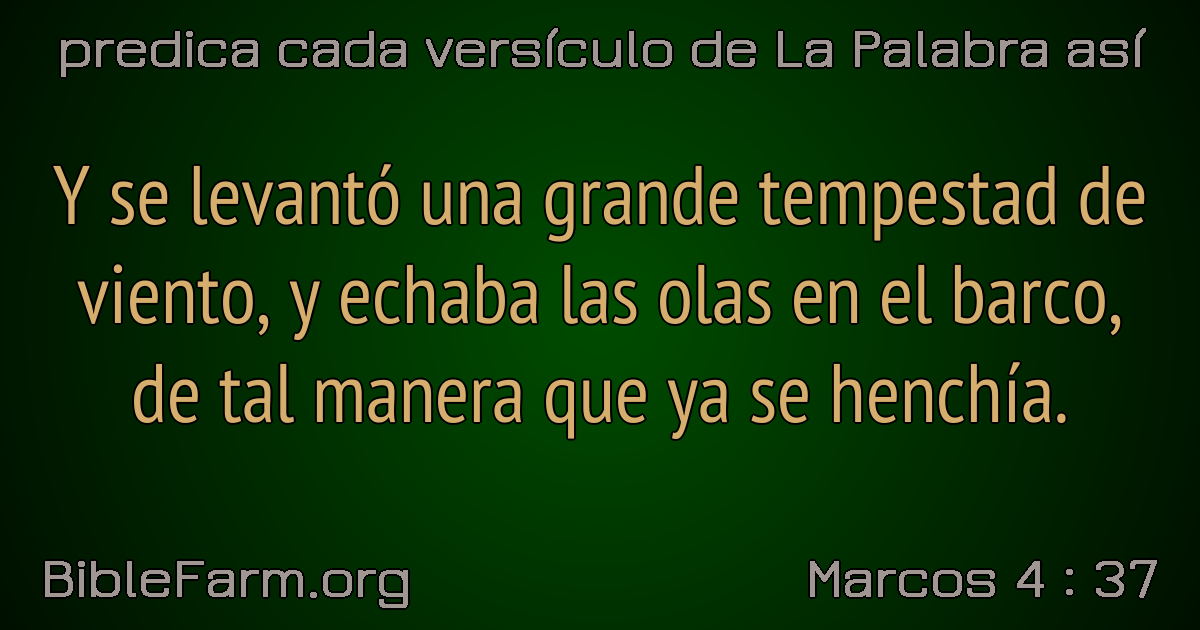 predica cada versículo de La Palabra así
Y se levantó una grande tempestad de
viento, y echaba las olas en el barco,
de tal manera que ya se henchía.
BibleFarm.org
Marcos 4 : 37